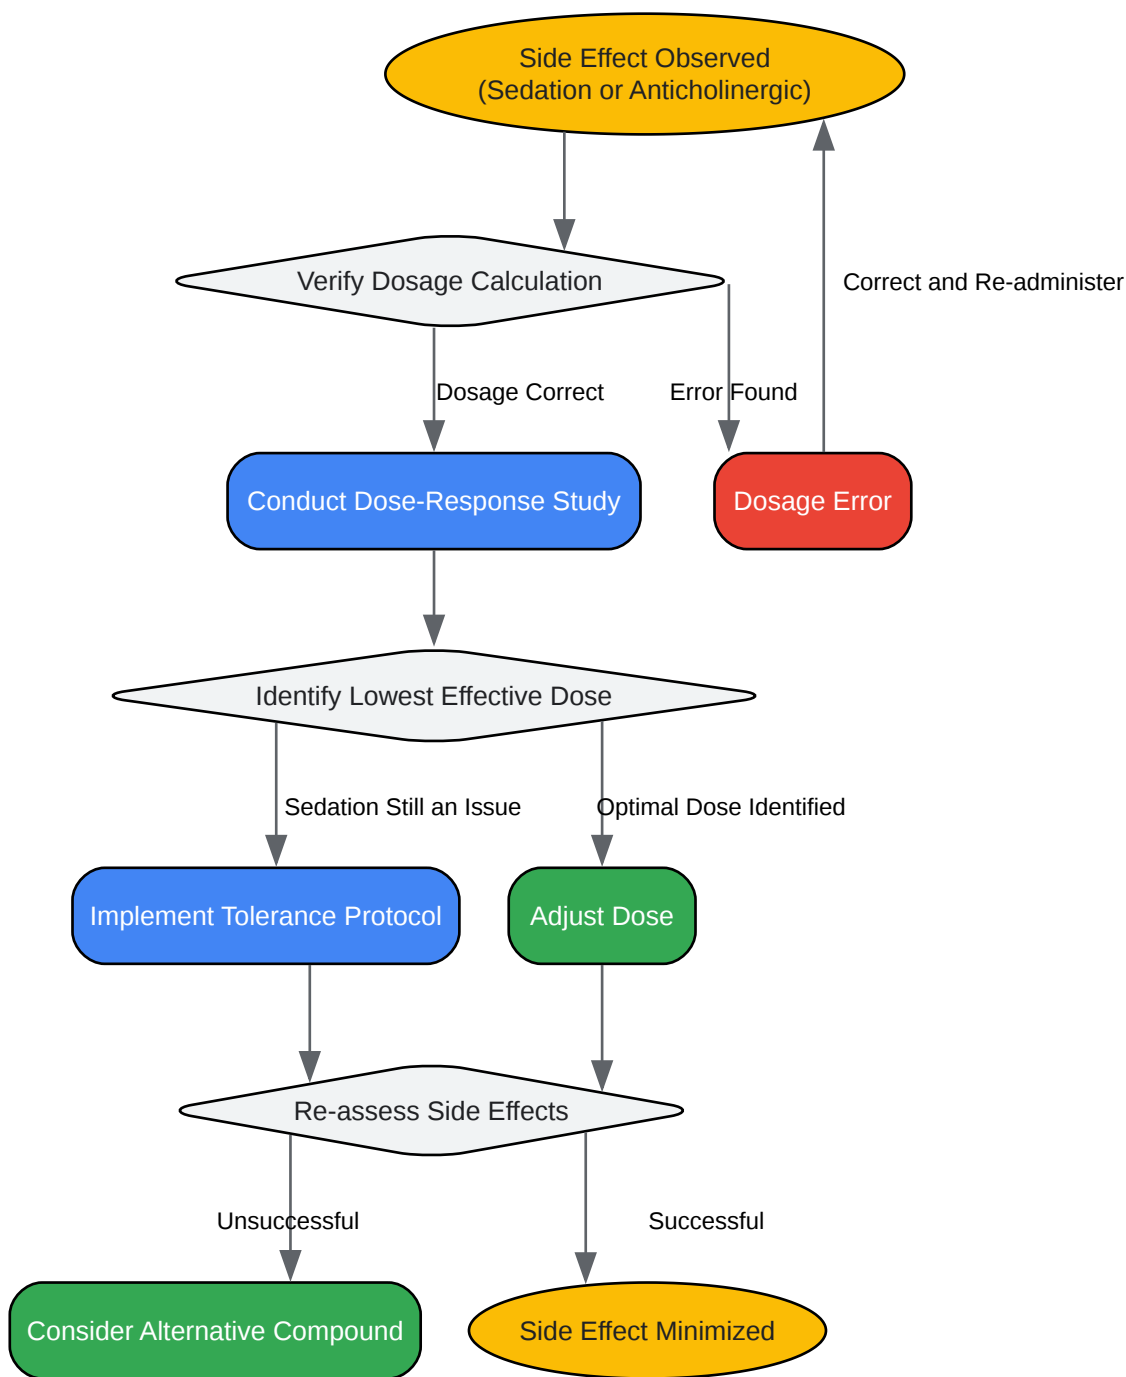 Side Effect Observed
(Sedation or Anticholinergic)
Verify Dosage Calculation
Correct and Re-administer
Dosage Correct
Error Found
Conduct Dose-Response Study
Dosage Error
Identify Lowest Effective Dose
Sedation Still an Issue
Optimal Dose Identified
Implement Tolerance Protocol
Adjust Dose
Re-assess Side Effects
Unsuccessful
Successful
Consider Alternative Compound
Side Effect Minimized